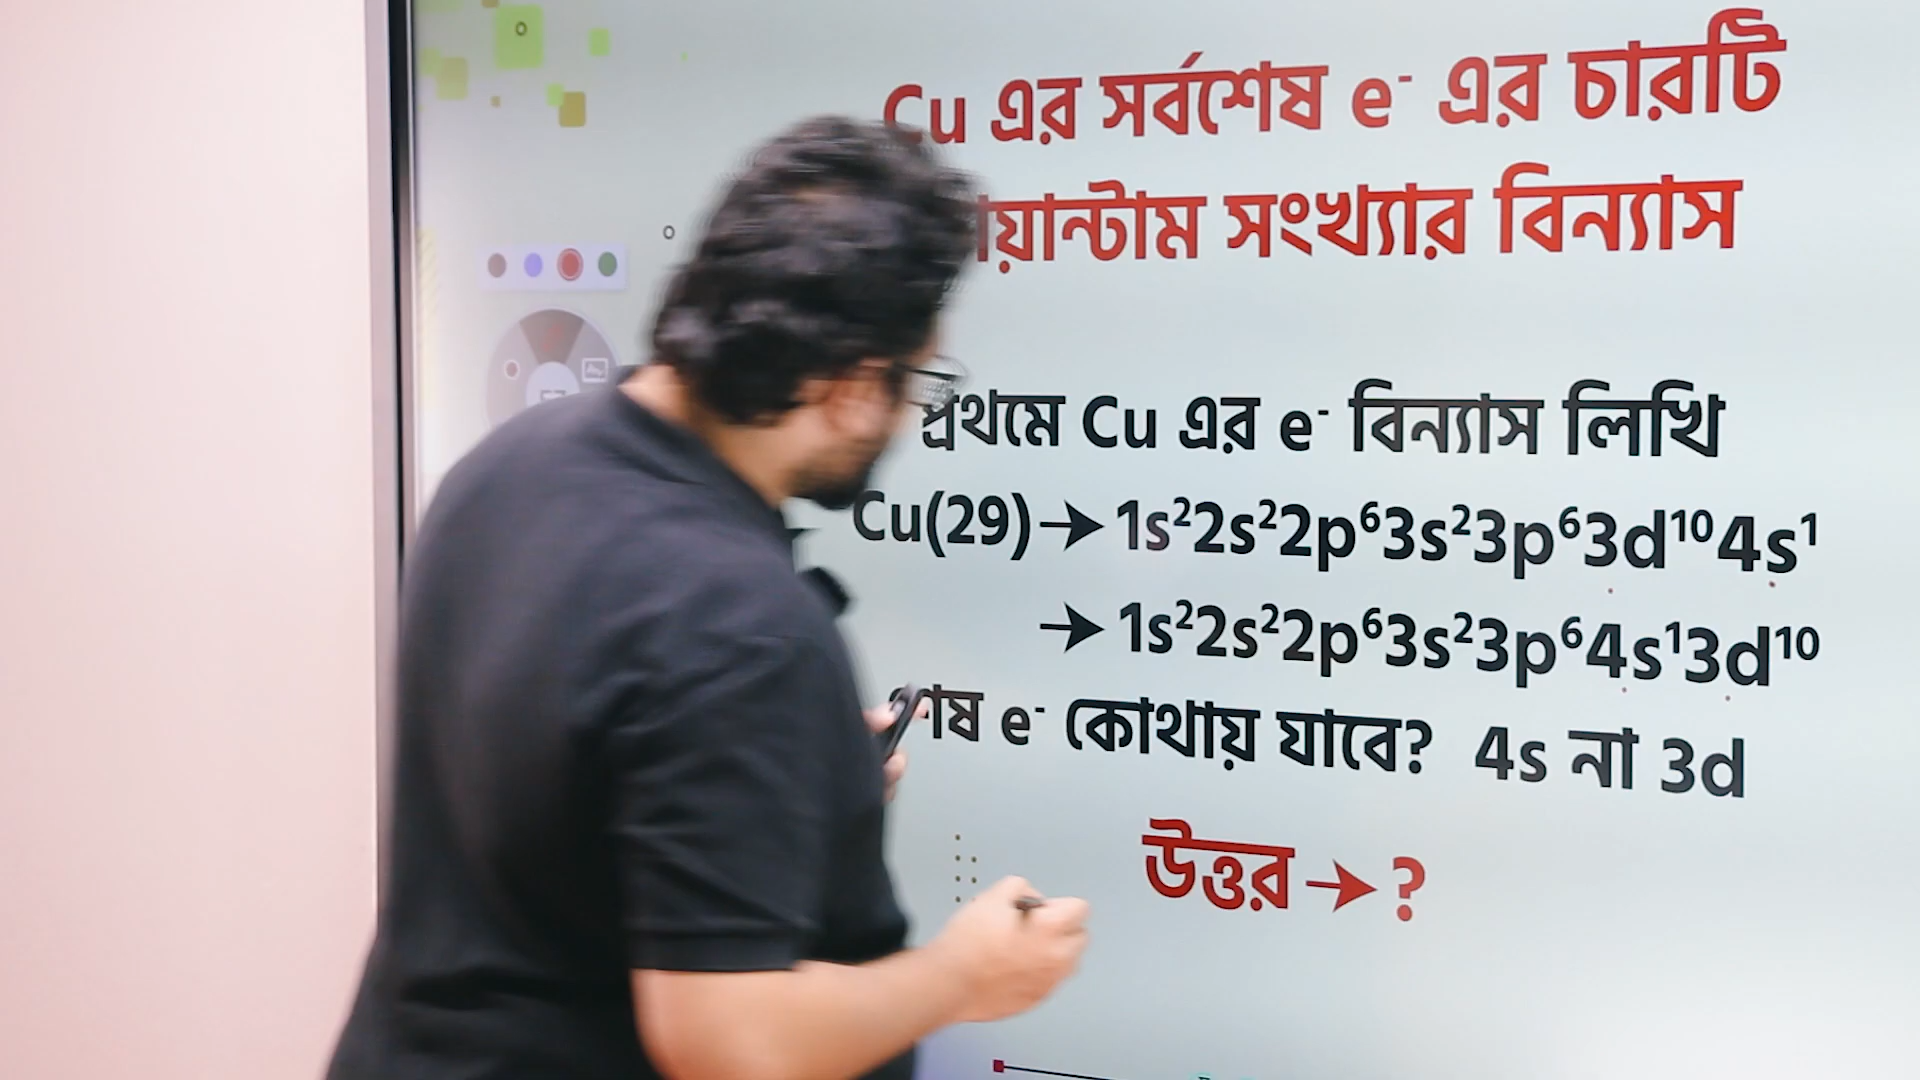 Cu এর সর্বশেষ e⁻ এর চারটি
সংখ্যার বিন্যাস
প্রথমে Cu এর e⁻ বিন্যাস লিখি
Cu(29)→1s²2s²2p⁶3s²3p⁶3d¹⁰4s¹
→1s²2s²2p⁶3s²3p⁶4s¹3d¹⁰
e⁻ কোথায় যাবে? 4s না 3d
উত্তর→?